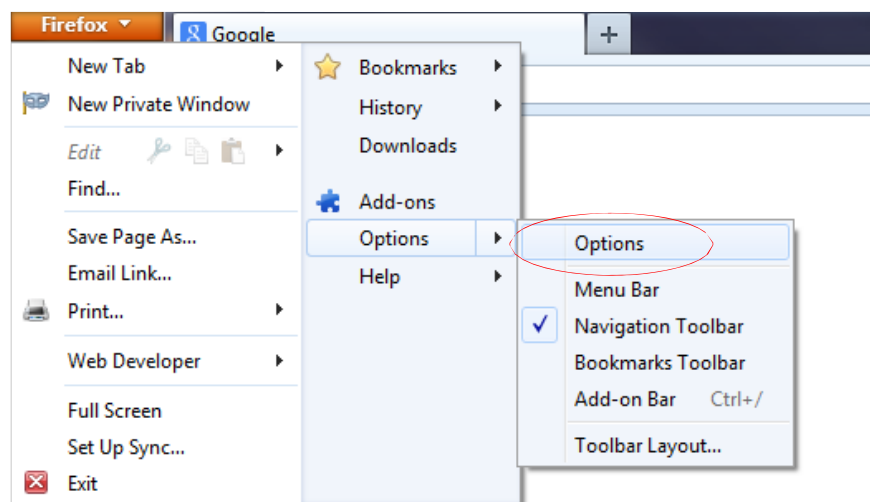 Firefox
Google
New Tab
New Private Window
Edit
Find...
Save Page As...
Email Link...
Print...
Web Developer
Full Screen
Set Up Sync...
Exit
Bookmarks
History
Downloads
Add-ons
Options
Help
Options
Menu Bar
Navigation Toolbar
Bookmarks Toolbar
Add-on Bar Ctrl+/
Toolbar Layout...